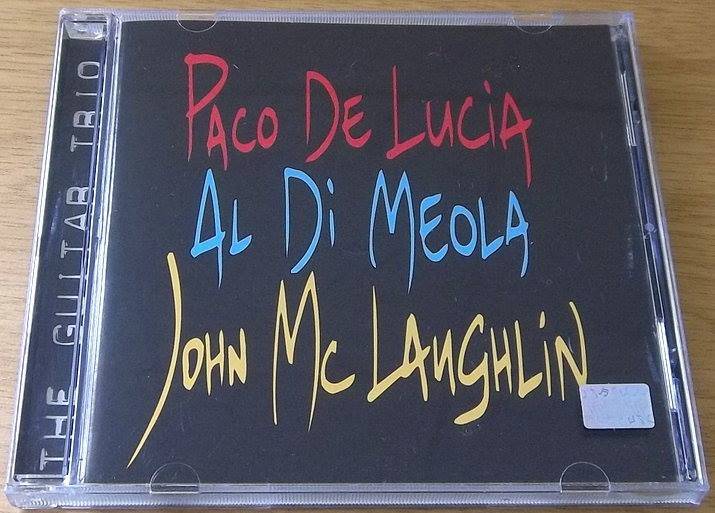 THE GUITAR TRIO
PACO DE LUCiA
AL Di MEOLA
JOHN MC LAUGHLiN